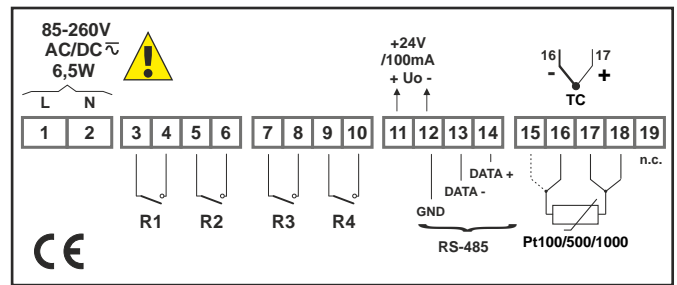 85-260V
AC/DC
6,5W
L N
+24V
/100mA
+ Uo -
16 17
- +
TC
1 2 3 4 5 6 7 8 9 10 11 12 13 14 15 16 17 18 19
n.c.
DATA +
DATA -
GND
R1 R2 R3 R4
RS-485
Pt100/500/1000
CE